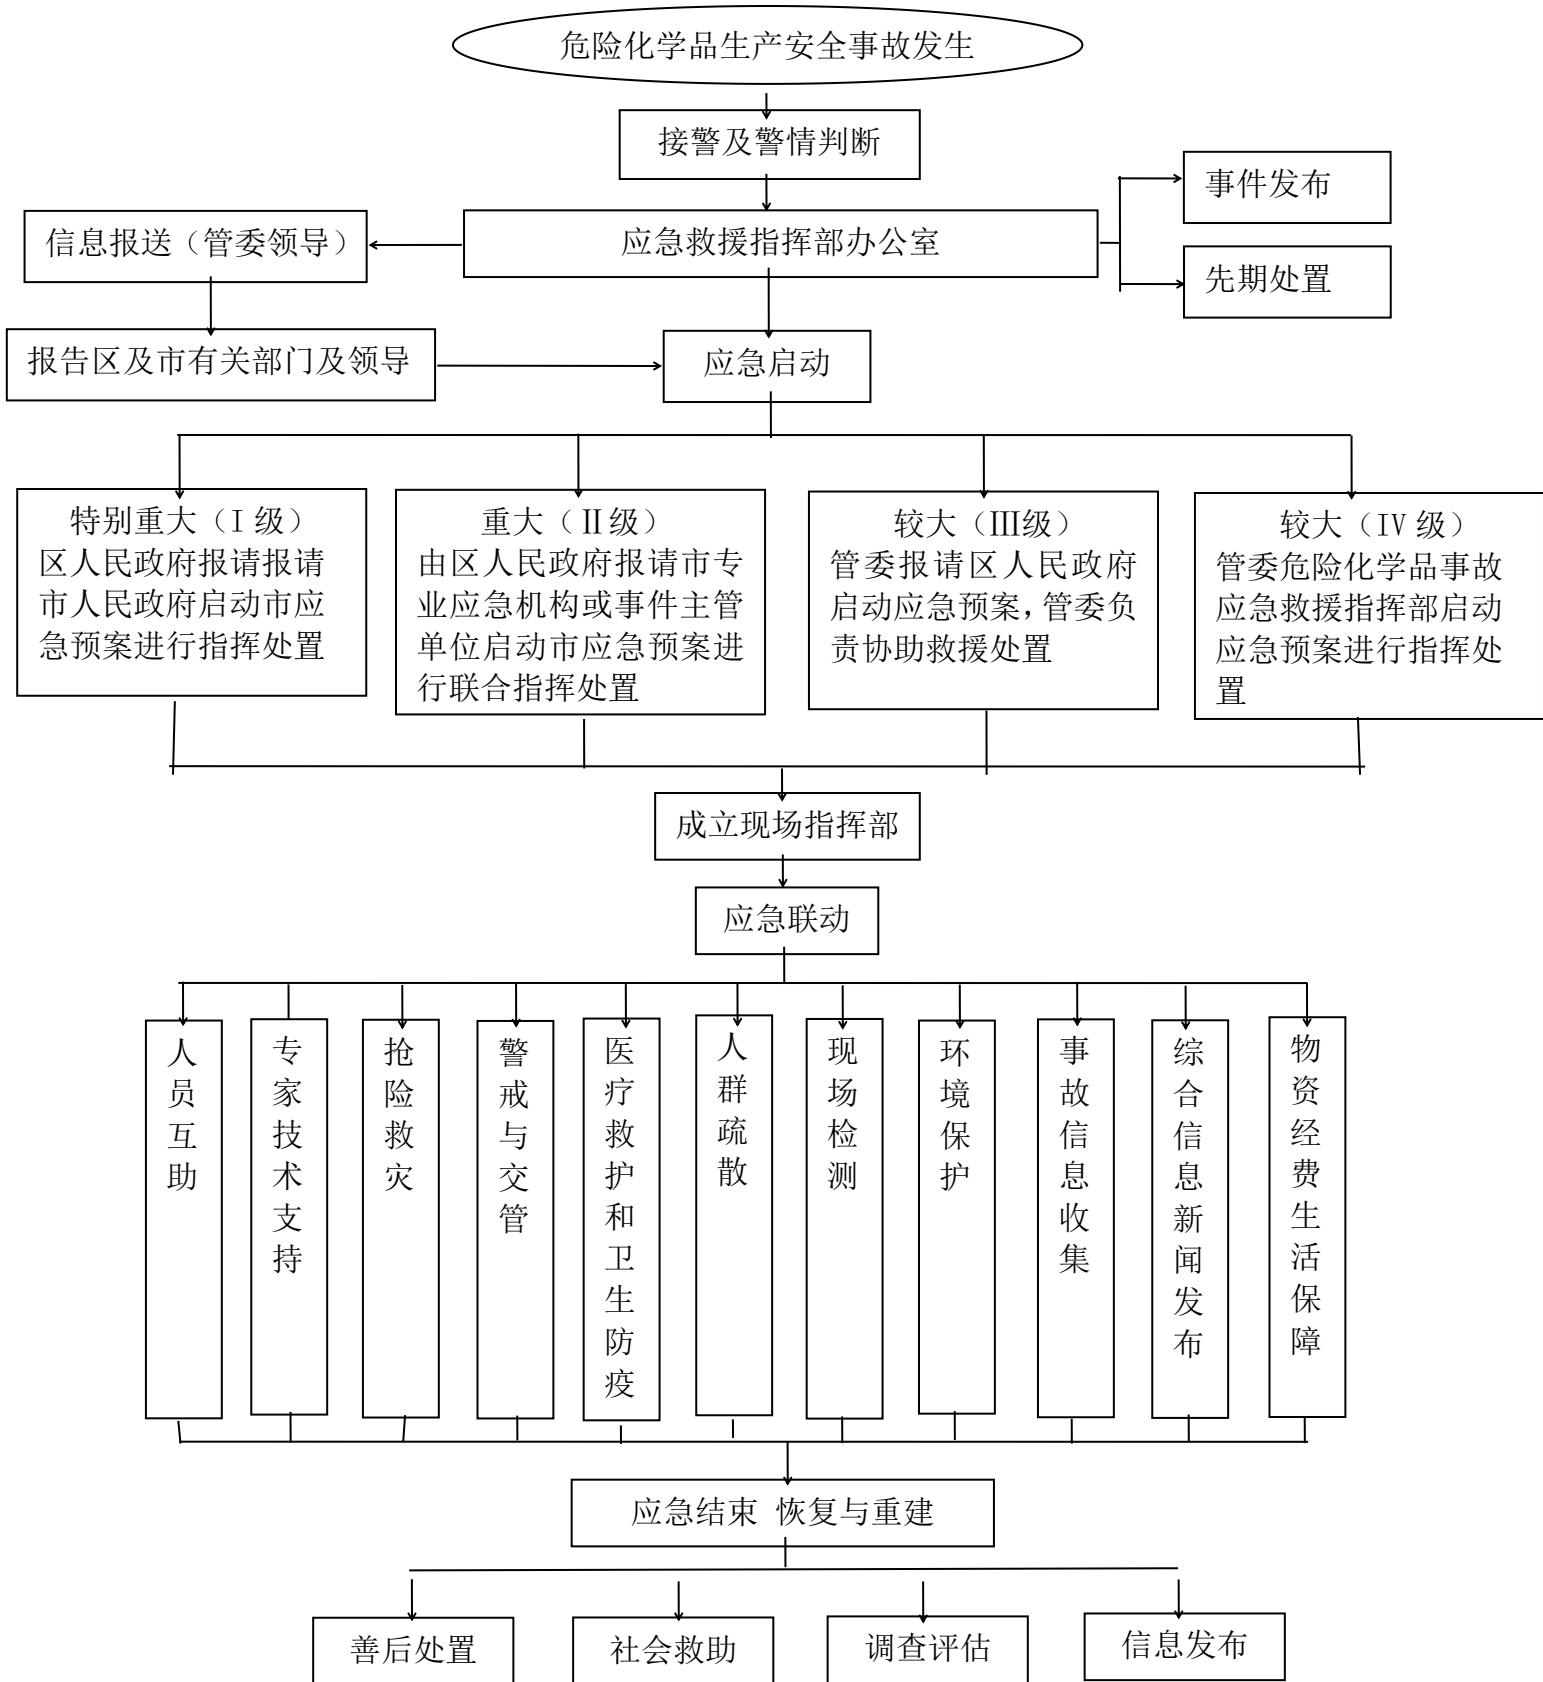 危险化学品生产安全事故发生
接警及警情判断
事件发布
信息报送（管委领导）
应急救援指挥部办公室
先期处置
报告区及市有关部门及领导
应急启动
特别重大（I 级）
区人民政府报请报请
市人民政府启动市应
急预案进行指挥处置
重大（Ⅱ级）
由区人民政府报请市专
业应急机构或事件主管
单位启动市应急预案进
行联合指挥处置
较大（Ⅲ级）
管委报请区人民政府
启动应急预案，管委负
责协助救援处置
较大（IV 级）
管委危险化学品事故
应急救援指挥部启动
应急预案进行指挥处
置
成立现场指挥部
应急联动
人员互助
专家技术支持
抢险救灾
警戒与交管
医疗救护和卫生防疫
人群疏散
现场检测
环境保护
事故信息收集
综合信息新闻发布
物资经费生活保障
应急结束 恢复与重建
善后处置
社会救助
调查评估
信息发布